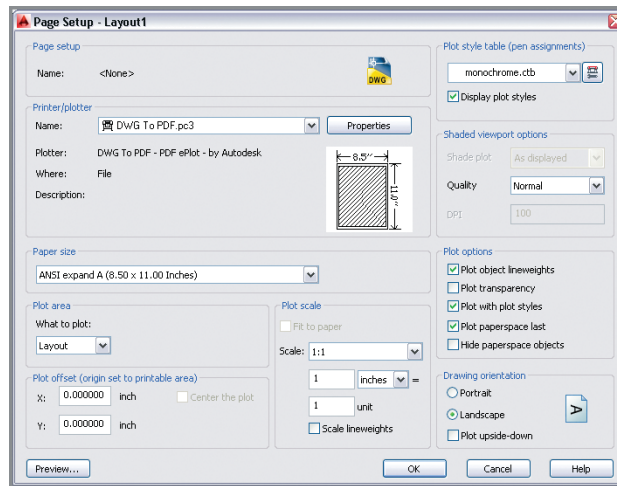 Page Setup - Layout1
Page setup
Name: <None>
DWG
Printer/plotter
Name: DWG To PDF.pc3 Properties
Plotter: DWG To PDF - PDF ePlot - by Autodesk
Where: File
Description:
8.5"
11.0"
Paper size
ANSI expand A (8.50 x 11.00 Inches)
Plot area
What to plot:
Layout
Plot offset (origin set to printable area)
X: 0.000000 inch Center the plot
Y: 0.000000 inch
Plot scale
Fit to paper
Scale: 1:1
1 inches =
1 unit
Scale lineweights
Plot style table (pen assignments)
monochrome.ctb
Display plot styles
Shaded viewport options
Shade plot As displayed
Quality Normal
DPI 100
Plot options
Plot object lineweights
Plot transparency
Plot with plot styles
Plot paperspace last
Hide paperspace objects
Drawing orientation
Portrait
Landscape
A
Plot upside-down
Preview... OK Cancel Help